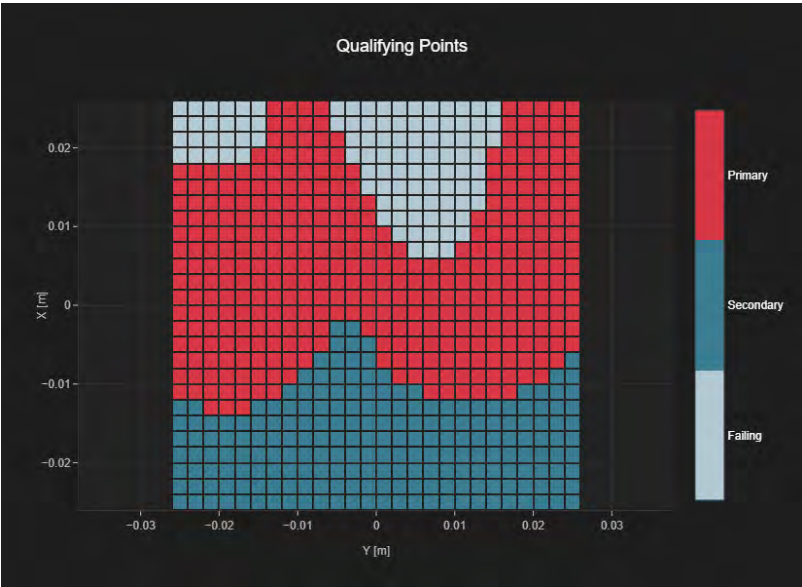 Qualifying Points
0.02
0.01
0
−0.01
−0.02
X [m]
−0.03
−0.02
−0.01
0
0.01
0.02
0.03
Y [m]
Primary
Secondary
Failing